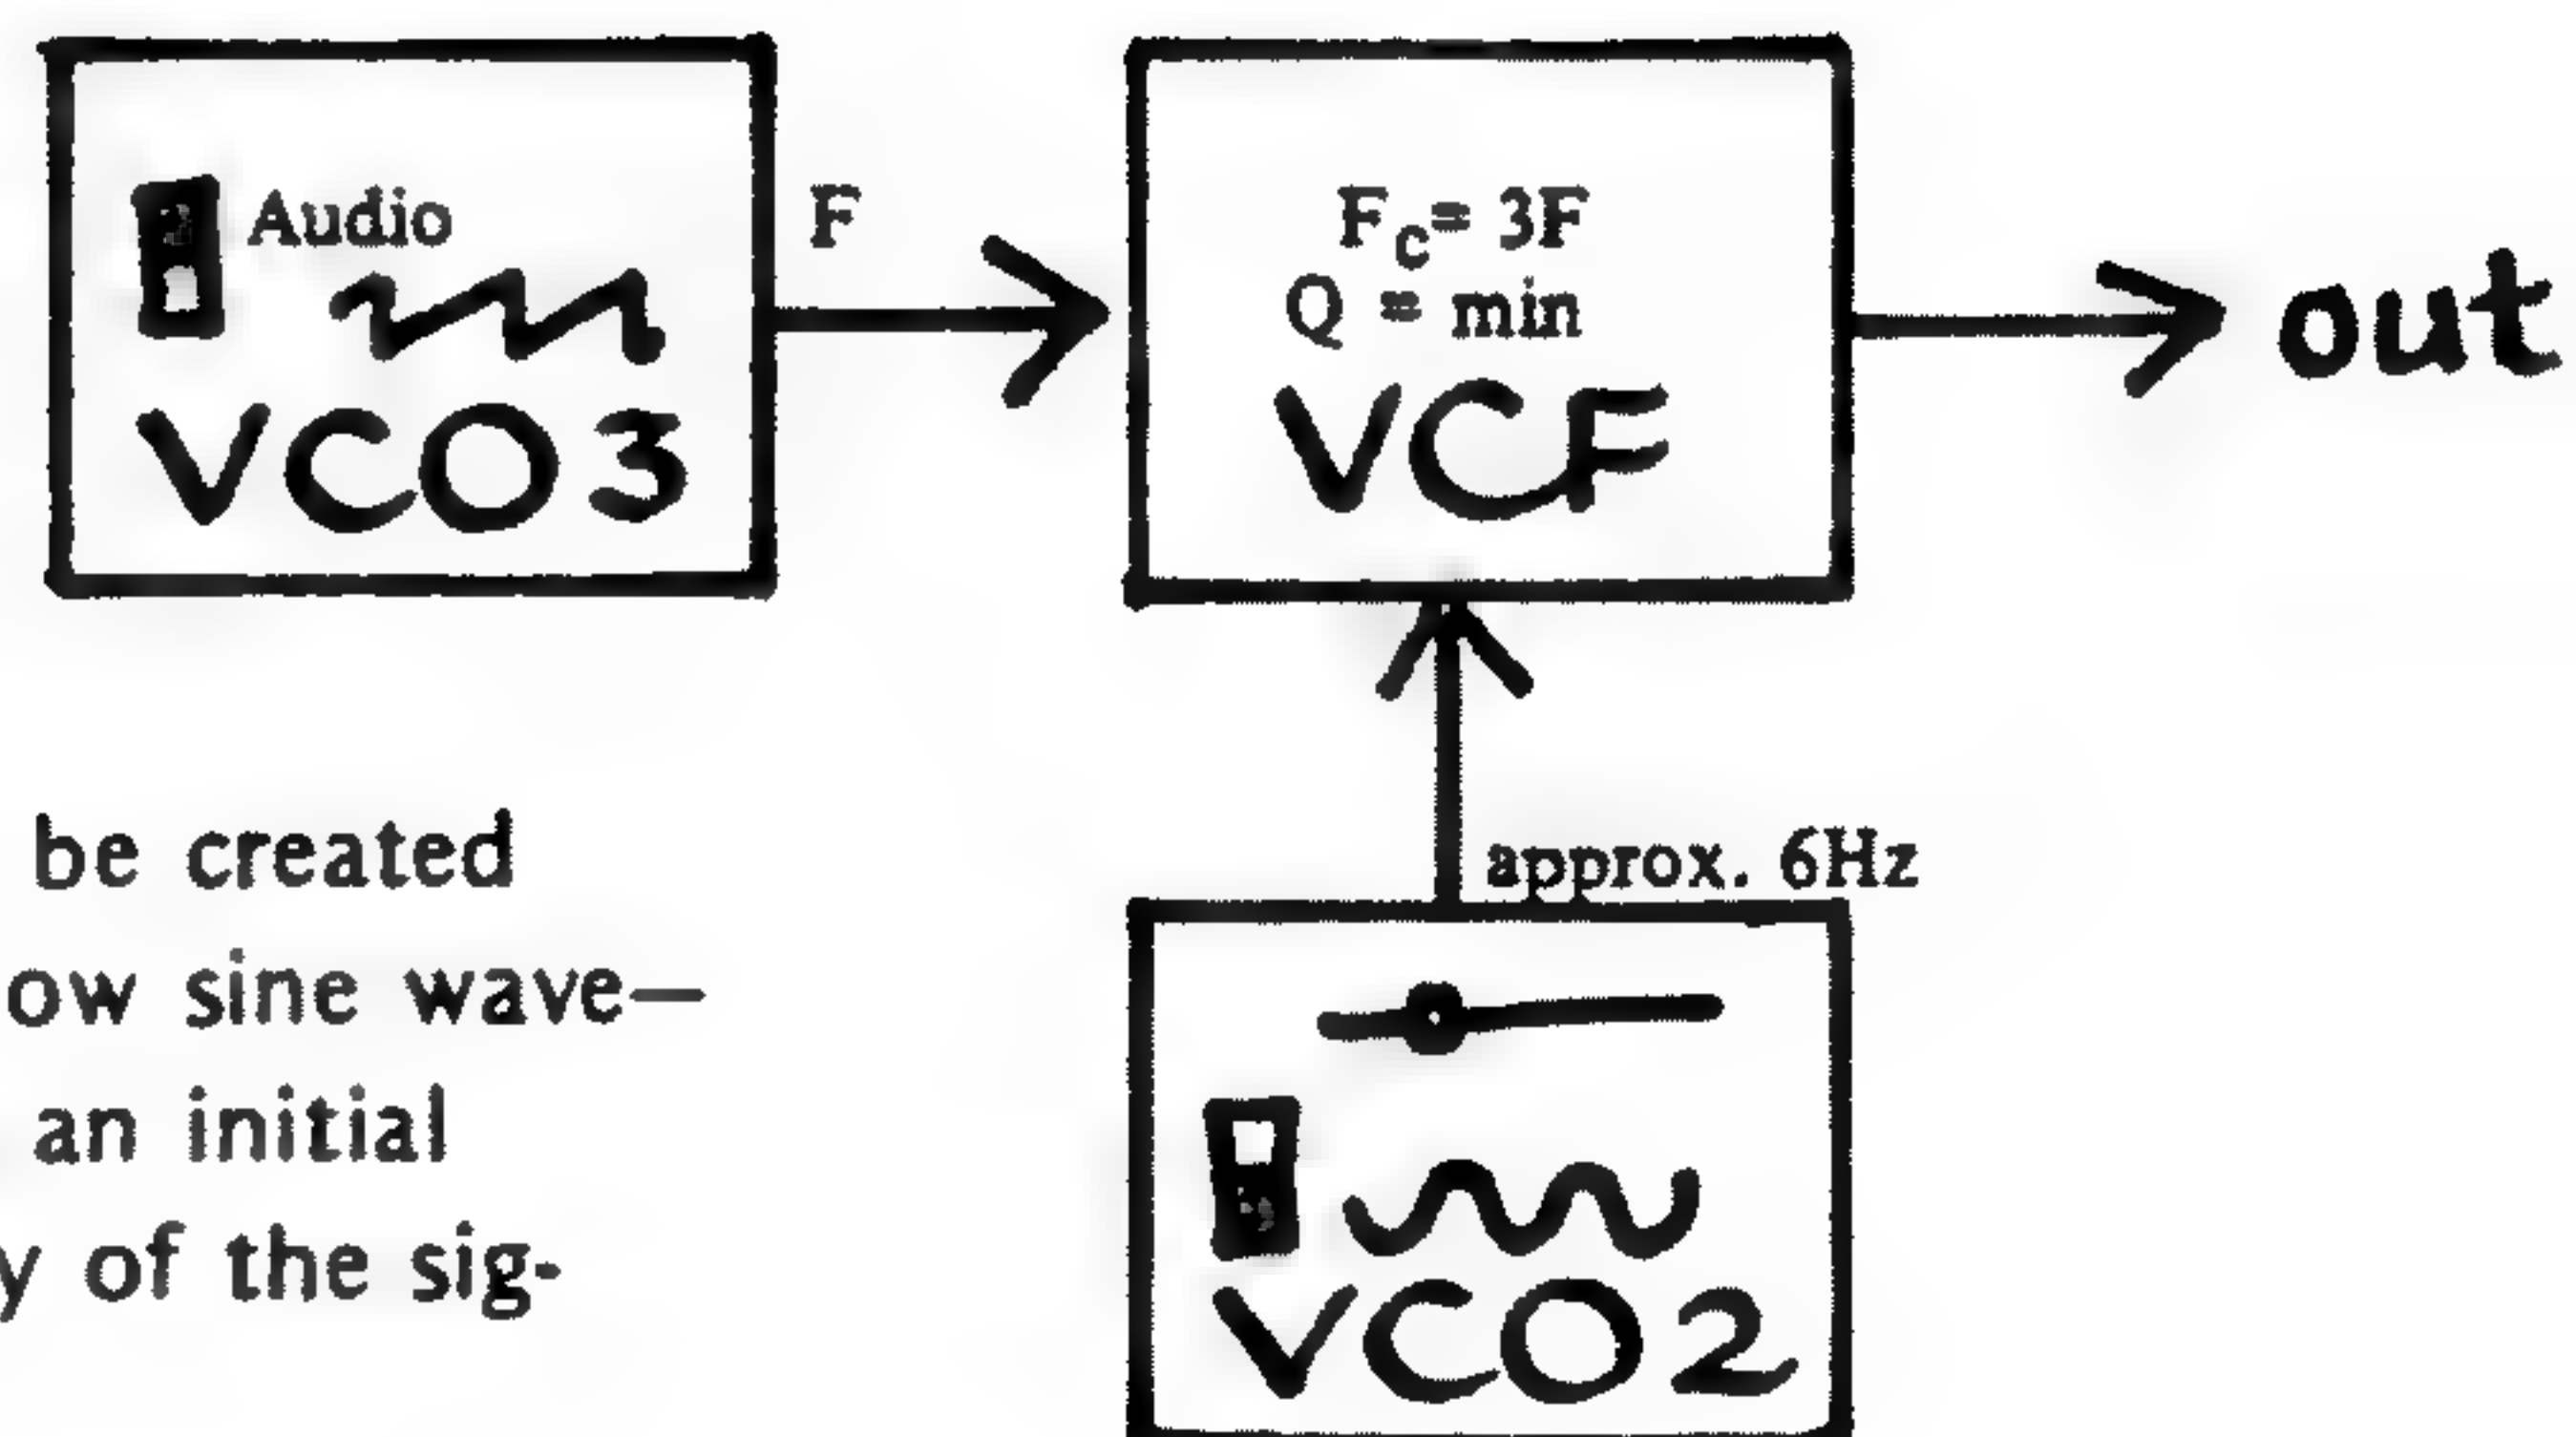 Audio
VCO3
F
F_c = 3F
Q = min
VCF
out
approx. 6Hz
VCO2
be created
ow sine wave—
an initial
y of the sig-